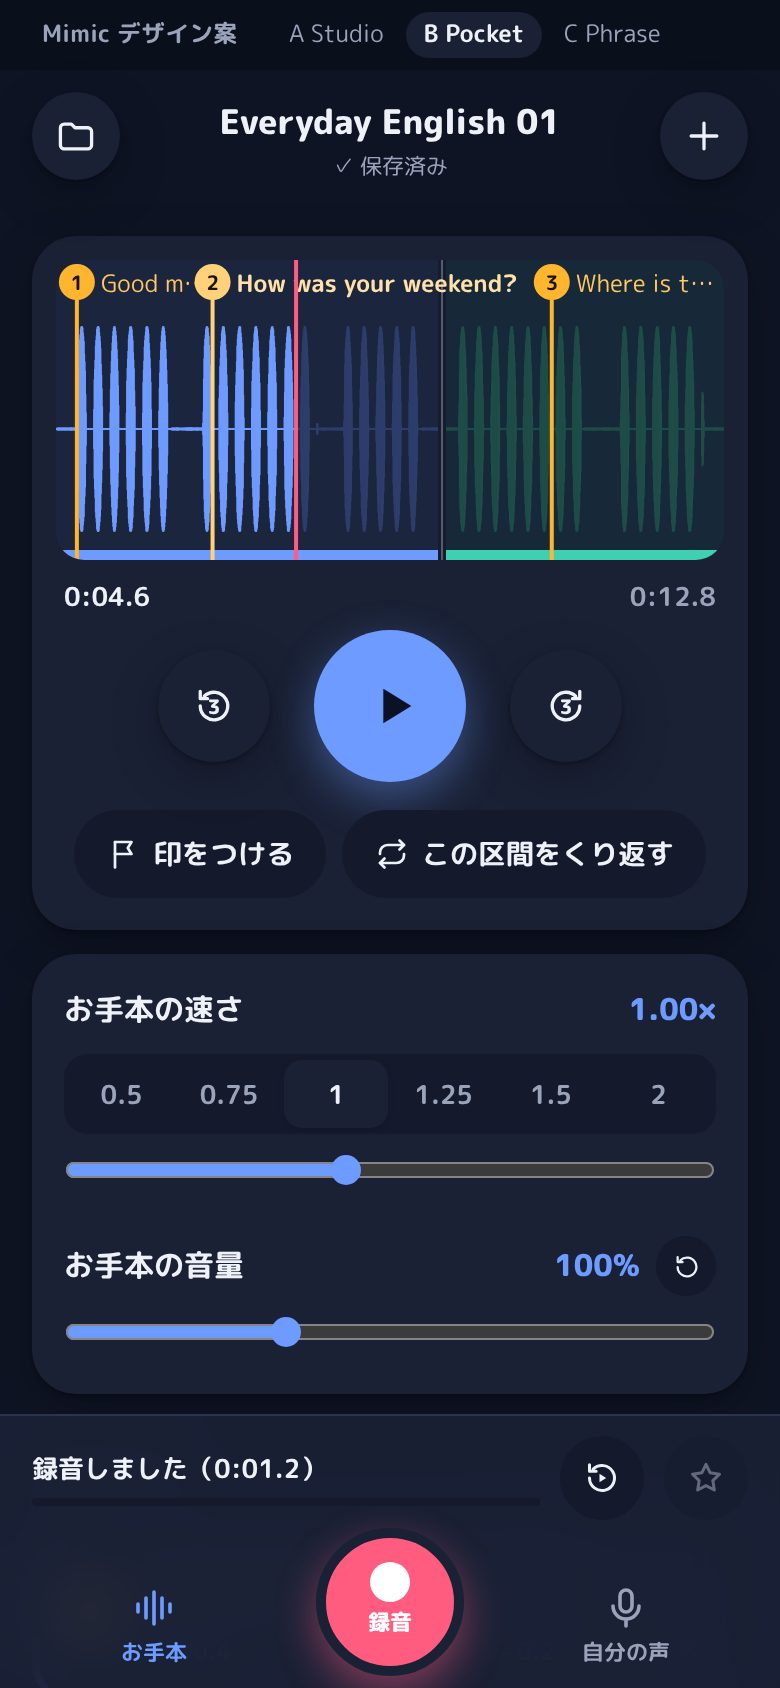 Mimic デザイン案 A Studio B Pocket C Phrase
Everyday English 01
✓ 保存済み
1 Good m… 2 How was your weekend? 3 Where is t…
0:04.6 0:12.8
3 3
印をつける この区間をくり返す
お手本の速さ 1.00×
0.5 0.75 1 1.25 1.5 2
お手本の音量 100%
録音しました（0:01.2）
録音
お手本 自分の声